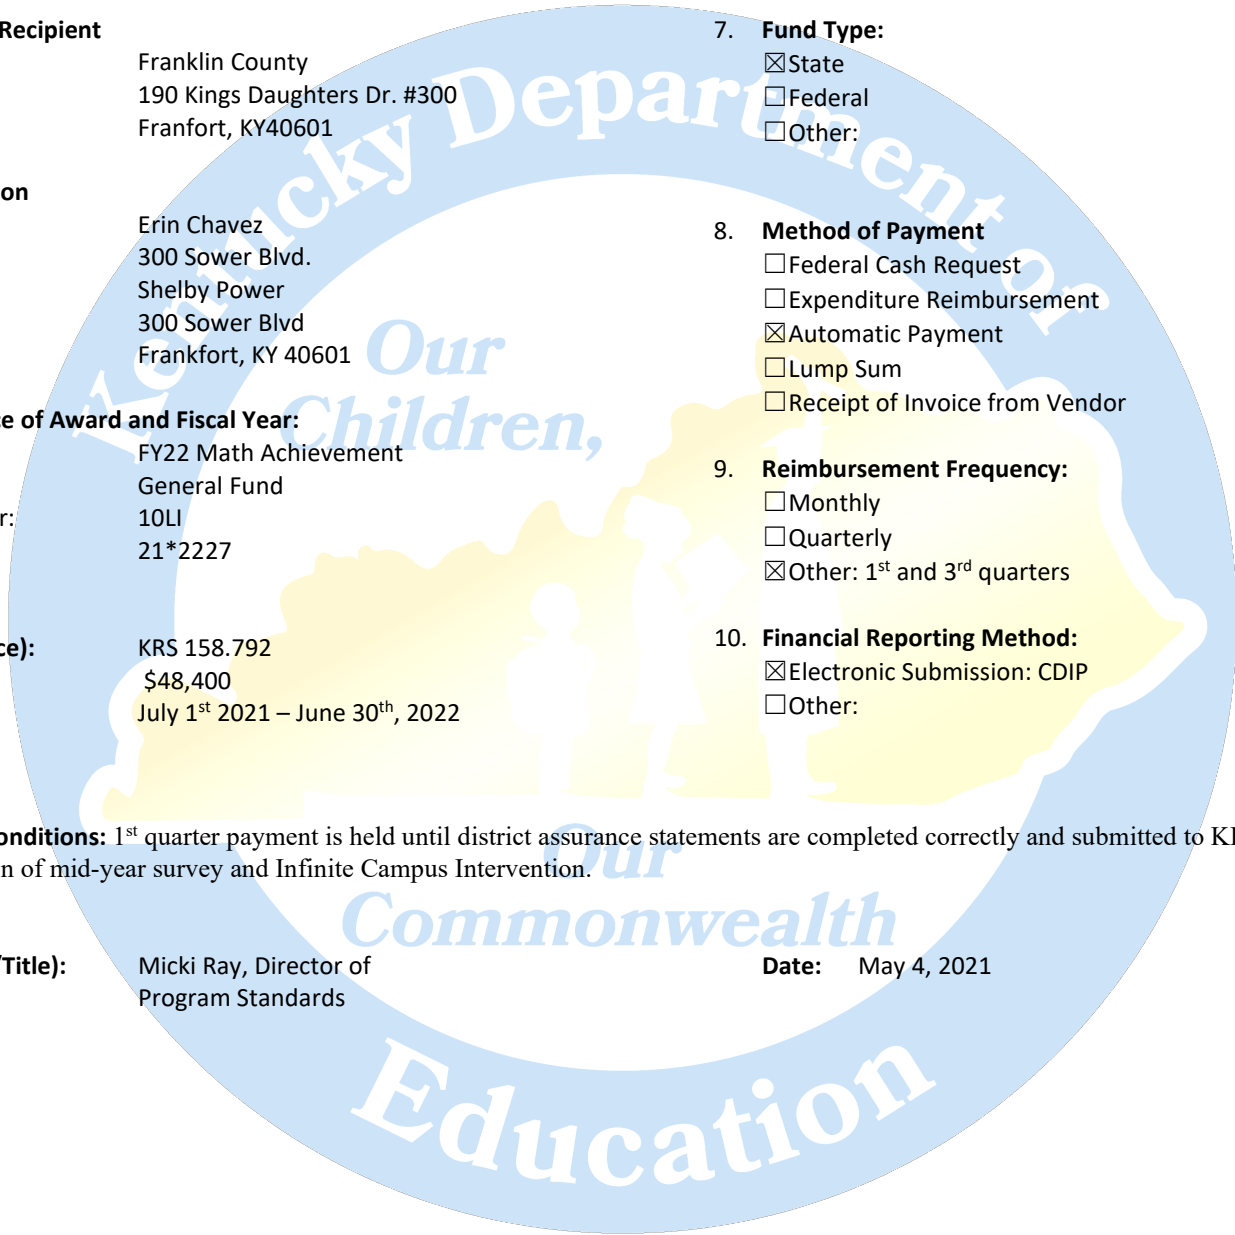 Recipient
Franklin County
190 Kings Daughters Dr. #300
Franfort, KY40601
on
Erin Chavez
300 Sower Blvd.
Shelby Power
300 Sower Blvd
Frankfort, KY 40601
e of Award and Fiscal Year:
FY22 Math Achievement
General Fund
r: 10LI
21*2227
ce): KRS 158.792
$48,400
July 1st 2021 – June 30th, 2022
7. Fund Type:
☒State
☐Federal
☐Other:
8. Method of Payment
☐Federal Cash Request
☐Expenditure Reimbursement
☒Automatic Payment
☐Lump Sum
☐Receipt of Invoice from Vendor
9. Reimbursement Frequency:
☐Monthly
☐Quarterly
☒Other: 1st and 3rd quarters
10. Financial Reporting Method:
☒Electronic Submission: CDIP
☐Other:
onditions: 1st quarter payment is held until district assurance statements are completed correctly and submitted to
n of mid-year survey and Infinite Campus Intervention.
Title): Micki Ray, Director of
Program Standards
Date: May 4, 2021
Kentucky Department of
Education
Our
Children,
Our
Commonwealth